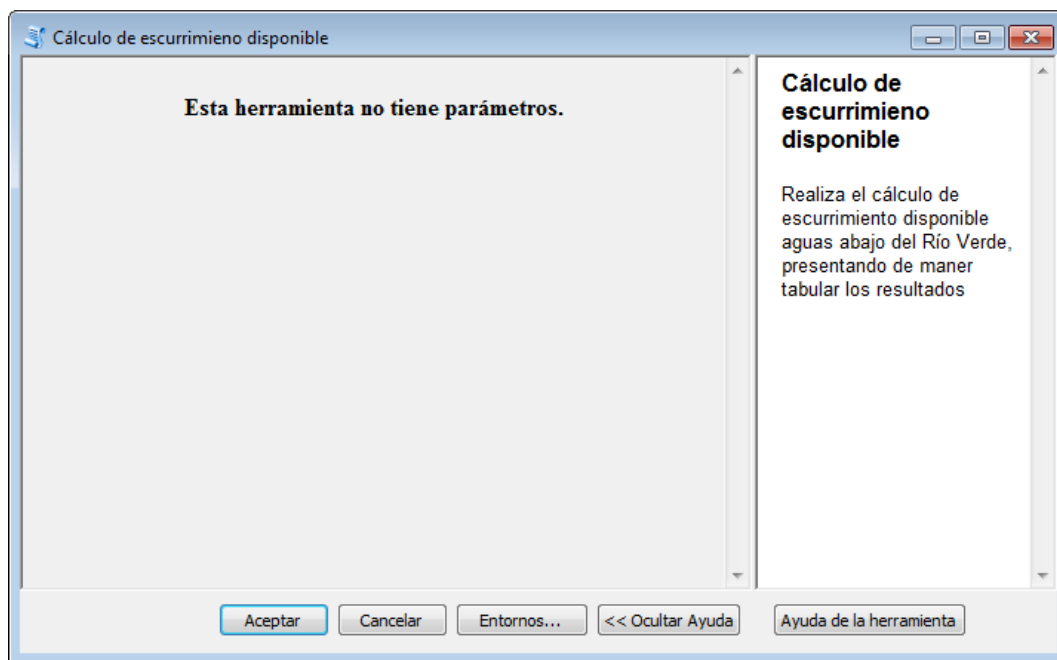 Cálculo de escurrimieno disponible
Esta herramienta no tiene parámetros.
Cálculo de
escurrimieno
disponible
Realiza el cálculo de
escurrimiento disponible
aguas abajo del Río Verde,
presentando de maner
tabular los resultados
Aceptar
Cancelar
Entornos...
<< Ocultar Ayuda
Ayuda de la herramienta